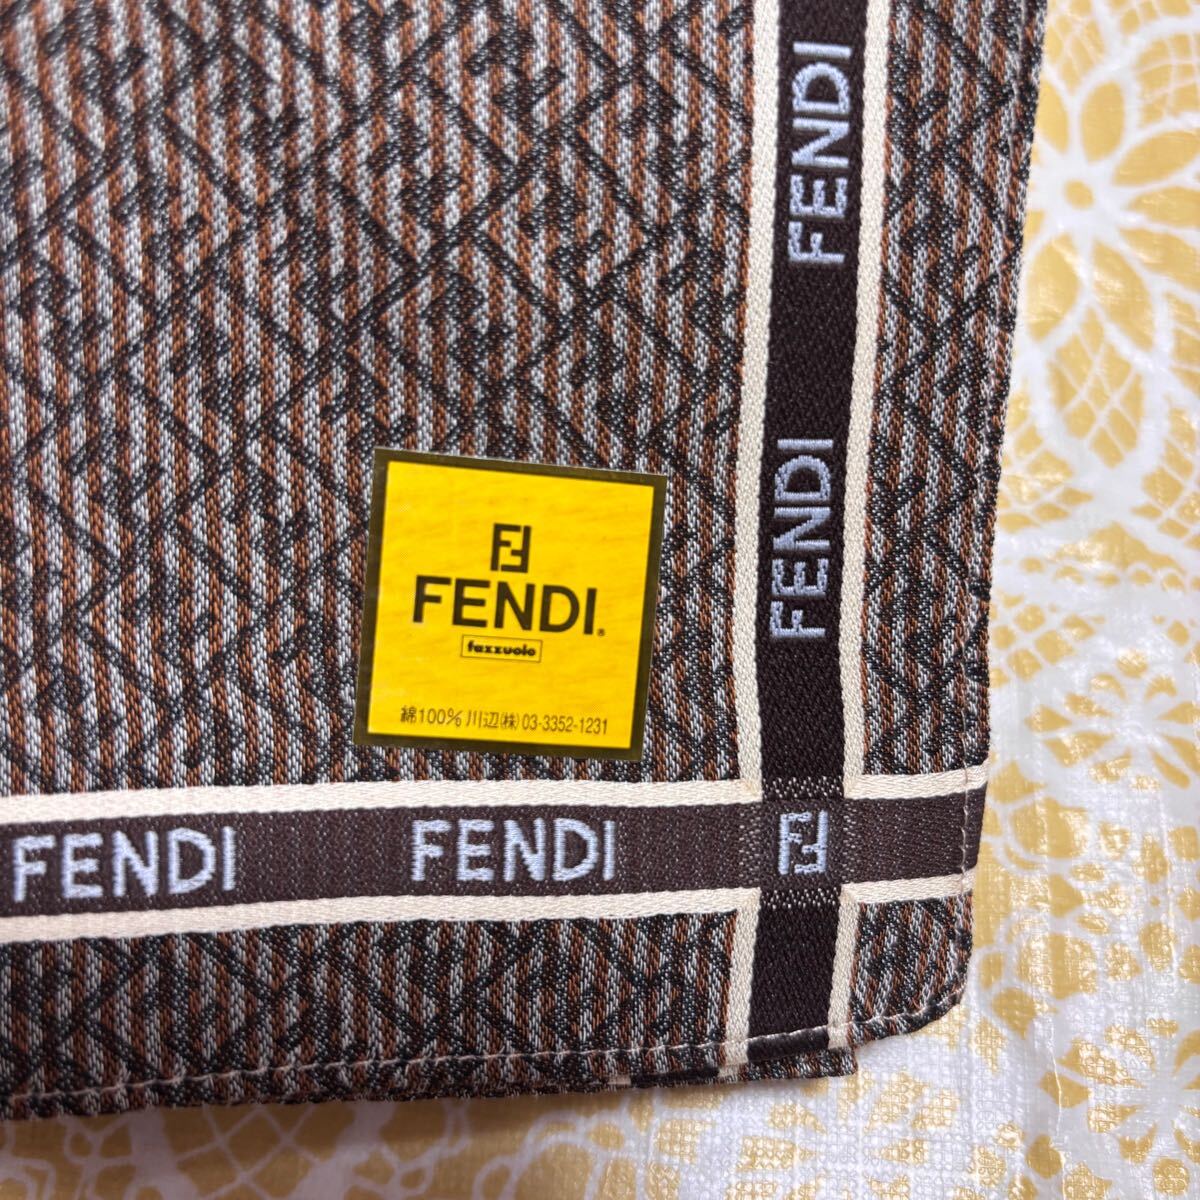 FENDI
FENDI
FF
FENDI
fazzuolo
綿100% 川辺㈱ 03-3352-1231
FENDI
FENDI
FF